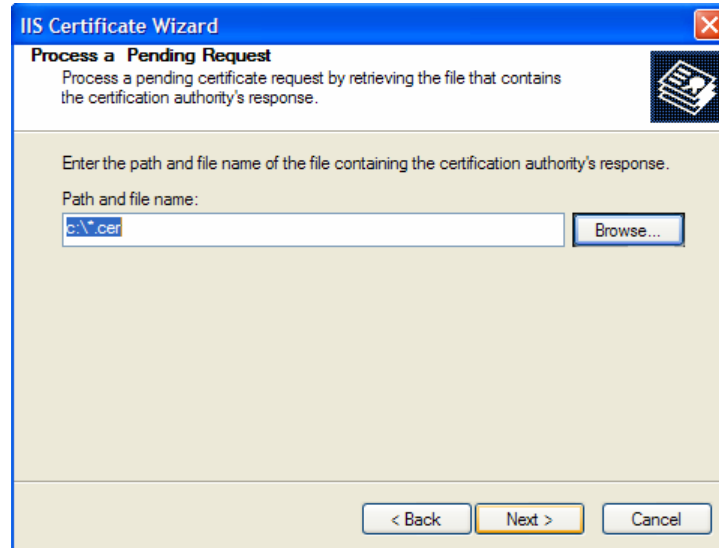 IIS Certificate Wizard
Process a Pending Request
Process a pending certificate request by retrieving the file that contains
the certification authority's response.
Enter the path and file name of the file containing the certification authority's response.
Path and file name:
c:\*.cer
Browse...
< Back
Next >
Cancel